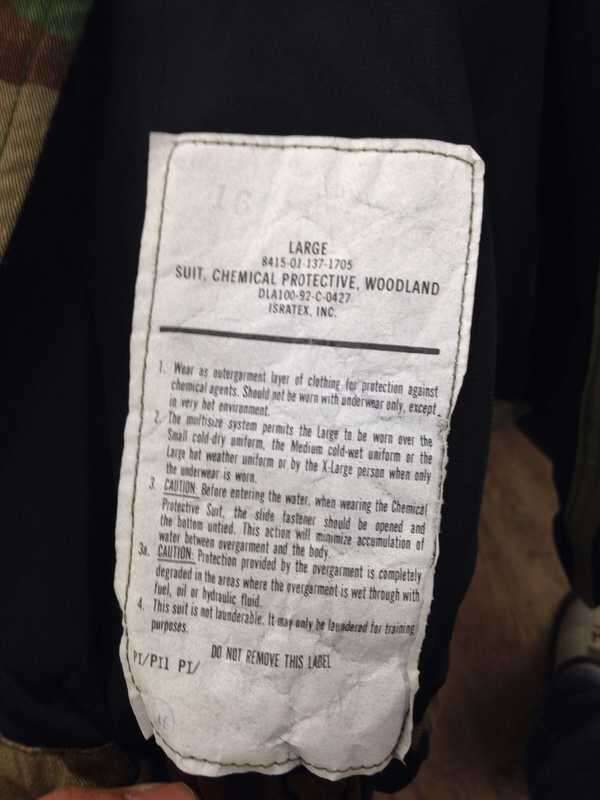 16
LARGE
8415-01-137-1705
SUIT, CHEMICAL PROTECTIVE, WOODLAND
DLA100-92-C-0427
ISRATEX, INC.
1. Wear as outergarment layer of clothing for protection against
chemical agents. Should not be worn with underwear only, except
in very hot environment.
2. The multisize system permits the Large to be worn over the
Small cold-dry uniform, the Medium cold-wet uniform or the
Large hot weather uniform or by the X-Large person when only
the underwear is worn.
3. CAUTION: Before entering the water, when wearing the Chemical
Protective Suit, the slide fastener should be opened and
the bottom untied. This action will minimize accumulation of
water between overgarment and the body.
3a. CAUTION: Protection provided by the overgarment is completely
degraded in the areas where the overgarment is wet through with
fuel, oil or hydraulic fluid.
4. This suit is not launderable. It may only be laundered for training
purposes.
DO NOT REMOVE THIS LABEL
PI/PII PI/